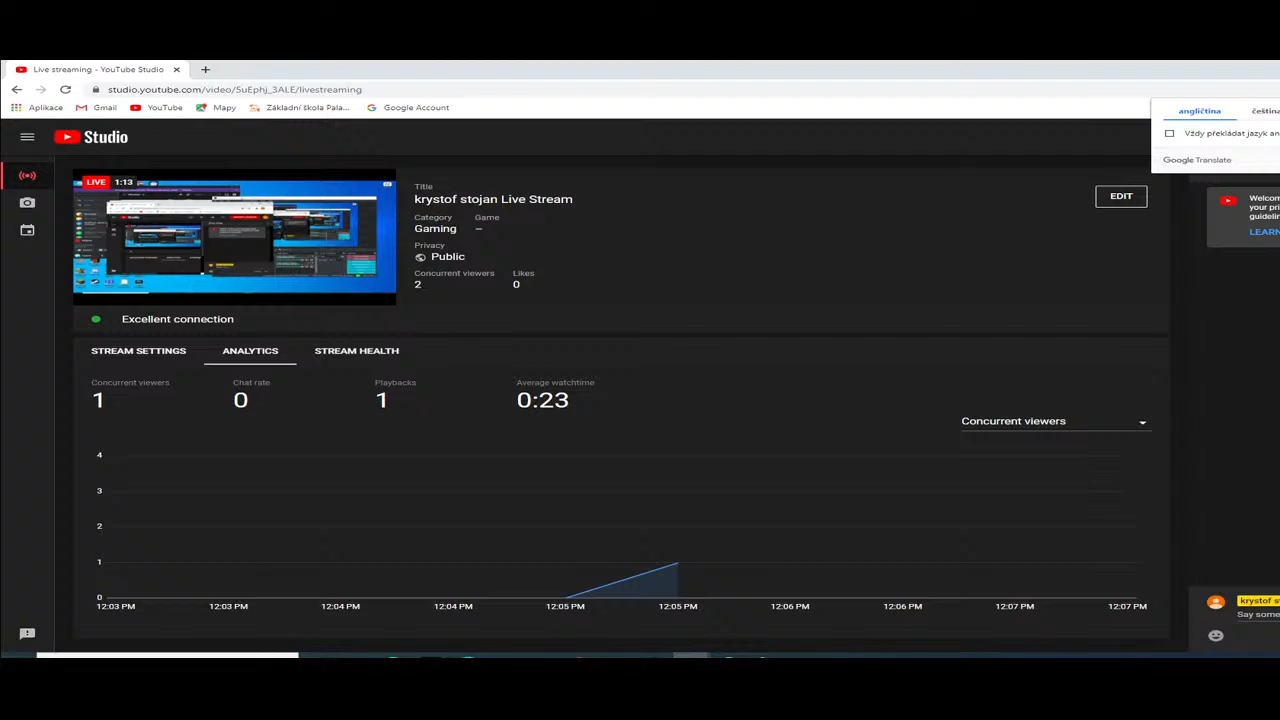 Live streaming - YouTube Studio
studio.youtube.com/video/5uEphj_3ALE/livestreaming
Aplikace Gmail YouTube Mapy Základní škola Pala... Google Account
angličtina čeština
Vždy překládat jazyk an
Google Translate
Studio
LIVE 1:13
Title
krystof stojan Live Stream
EDIT
Category Game
Gaming –
Privacy
Public
Concurrent viewers Likes
2 0
Welcom
your pri
guidelin
LEARN
Excellent connection
STREAM SETTINGS ANALYTICS STREAM HEALTH
Concurrent viewers Chat rate Playbacks Average watchtime
1 0 1 0:23
Concurrent viewers
4
3
2
1
0
12:03 PM 12:03 PM 12:04 PM 12:04 PM 12:05 PM 12:05 PM 12:06 PM 12:06 PM 12:07 PM 12:07 PM
krystof s
Say some